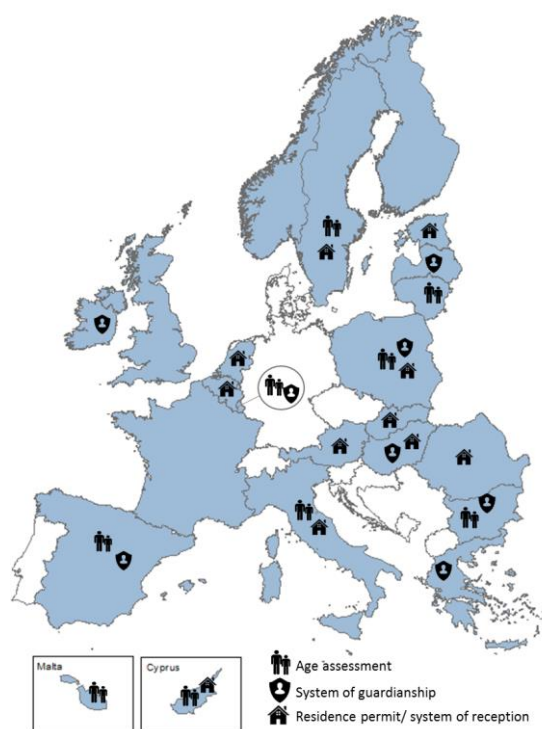 Malta
Cyprus
Age assessment
System of guardianship
Residence permit/ system of reception